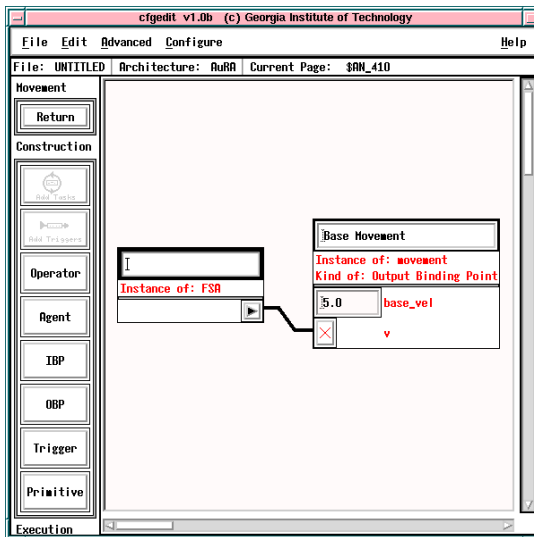 cfgedit v1.0b (c) Georgia Institute of Technology
File Edit Advanced Configure Help
File: UNTITLED Architecture: AuRA Current Page: $AN_410
Movement
Return
Construction
Add Tasks
Add Triggers
Operator
Agent
IBP
OBP
Trigger
Primitive
Execution
Instance of: FSA
Base Movement
Instance of: movement
Kind of: Output Binding Point
5.0 base_vel
v